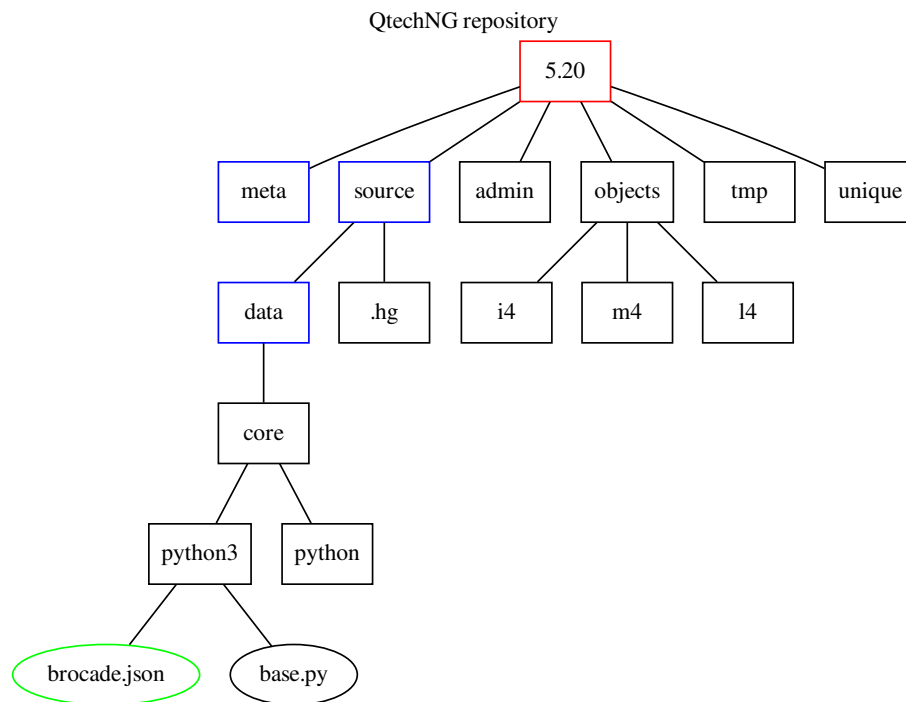 QtechNG repository
5.20
meta
source
admin
objects
tmp
unique
data
.hg
i4
m4
l4
core
python3
python
brocade.json
base.py